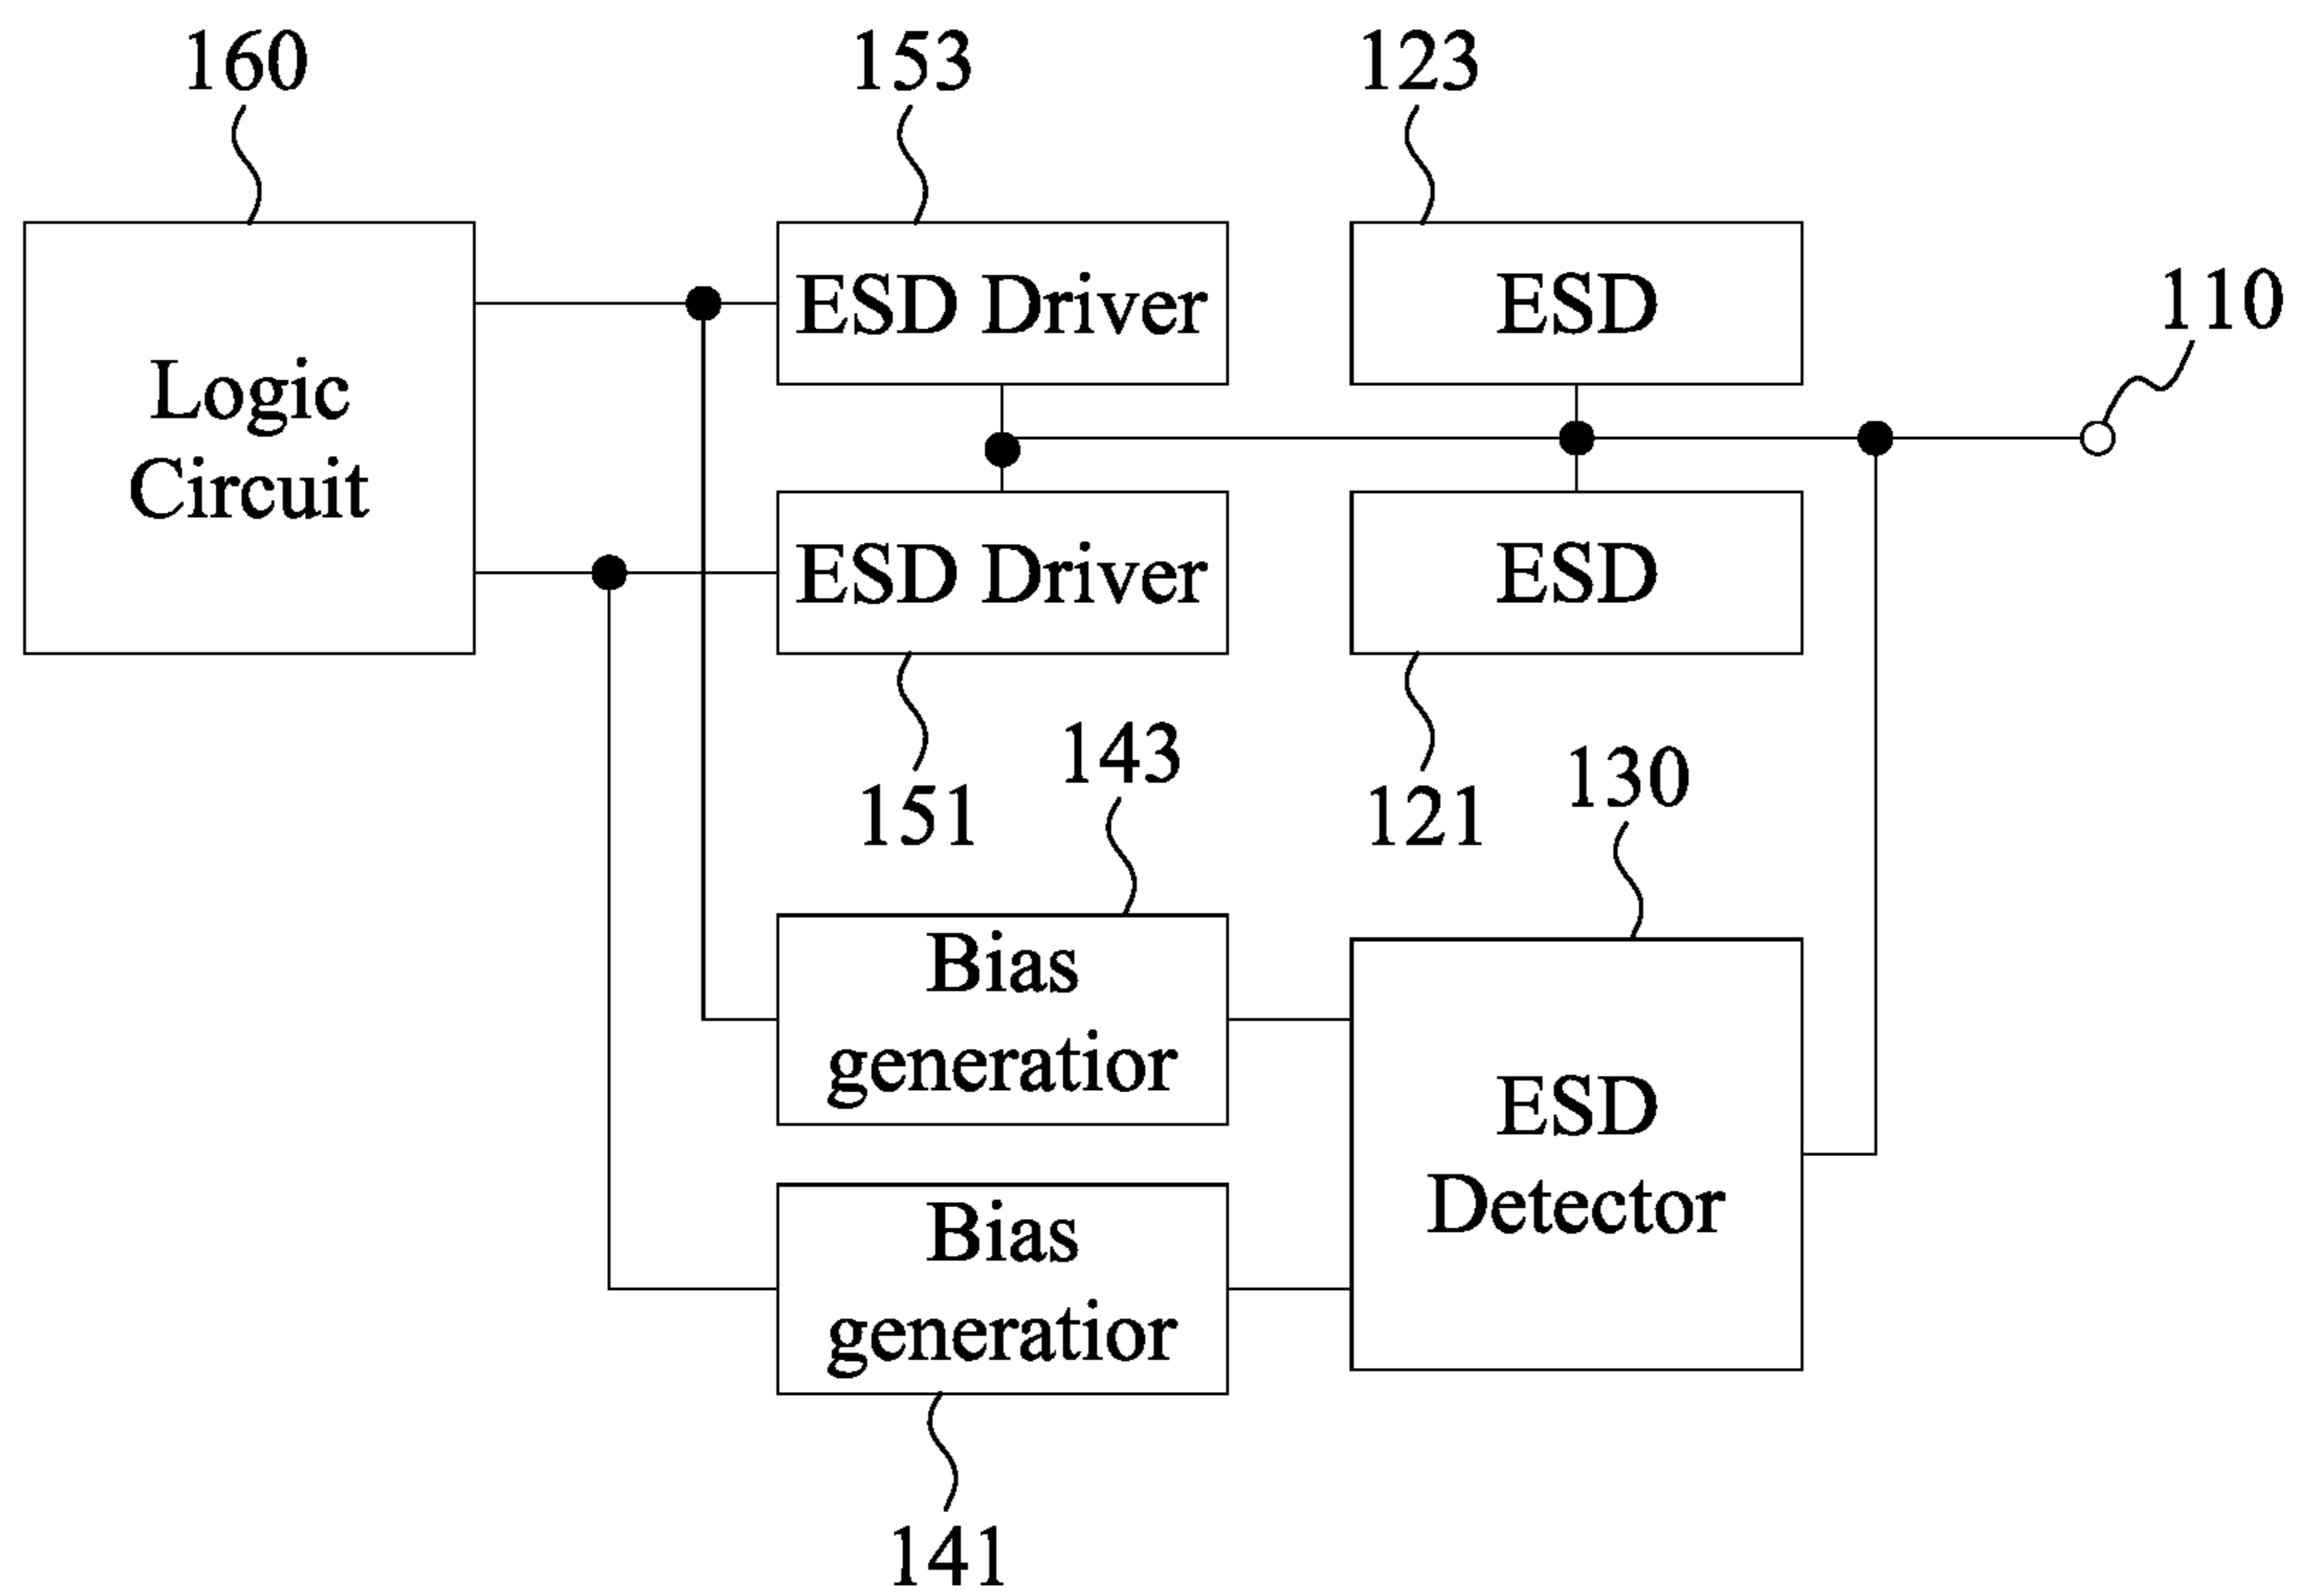 160
153
123
ESD Driver
ESD
110
Logic
Circuit
ESD Driver
ESD
151
121
143
130
Bias
generatior
ESD
Detector
Bias
generatior
141